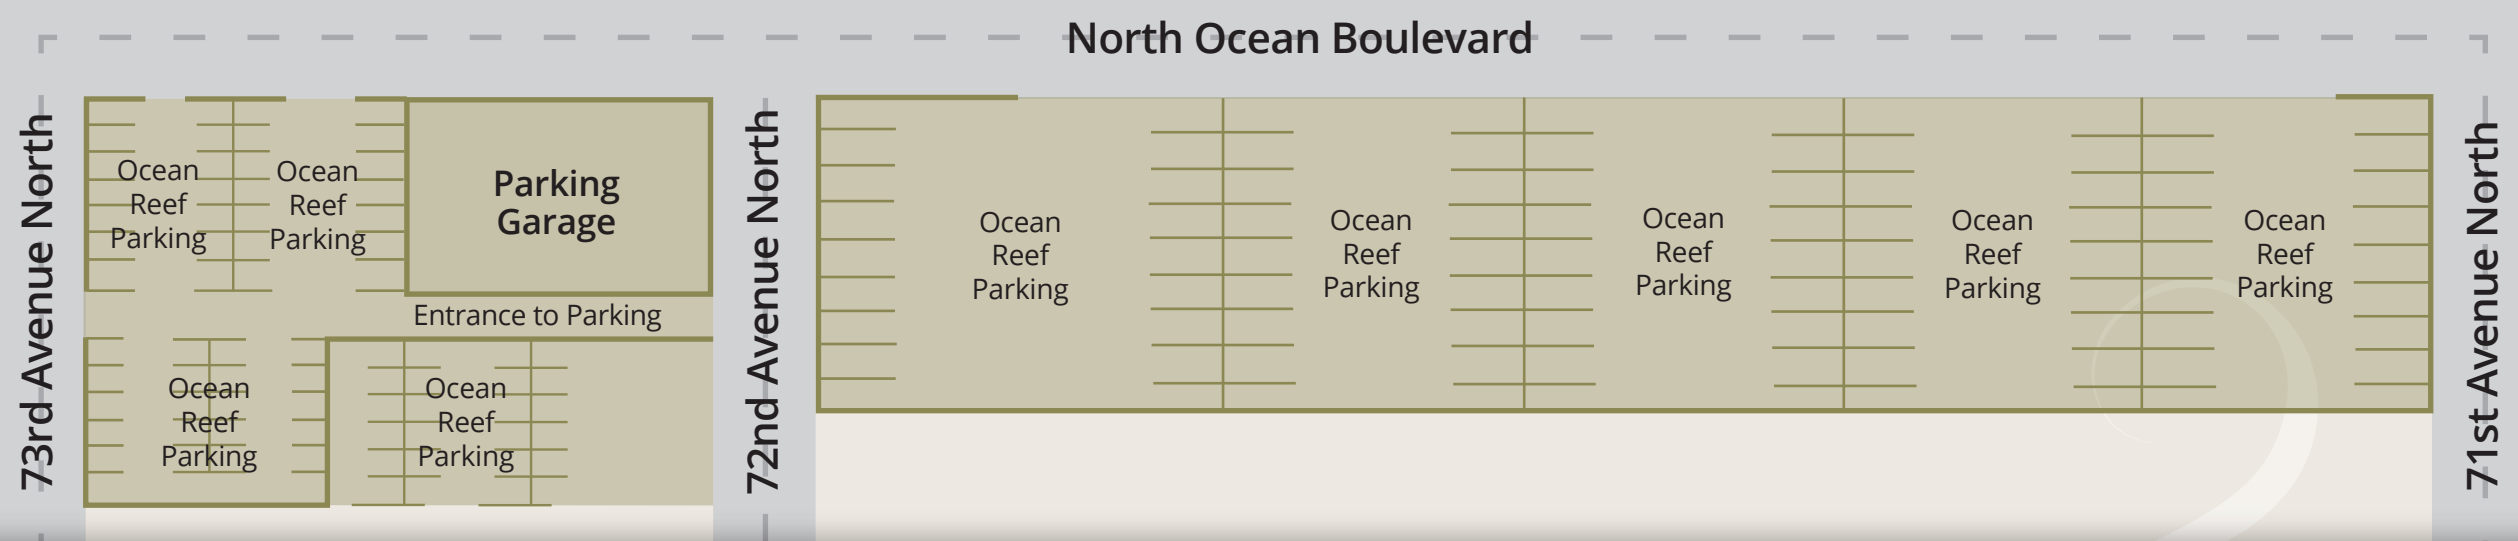 North Ocean Boulevard
73rd Avenue North
Ocean
Reef
Parking
Ocean
Reef
Parking
Parking
Garage
Entrance to Parking
Ocean
Reef
Parking
Ocean
Reef
Parking
72nd Avenue North
Ocean
Reef
Parking
Ocean
Reef
Parking
Ocean
Reef
Parking
Ocean
Reef
Parking
Ocean
Reef
Parking
71st Avenue North